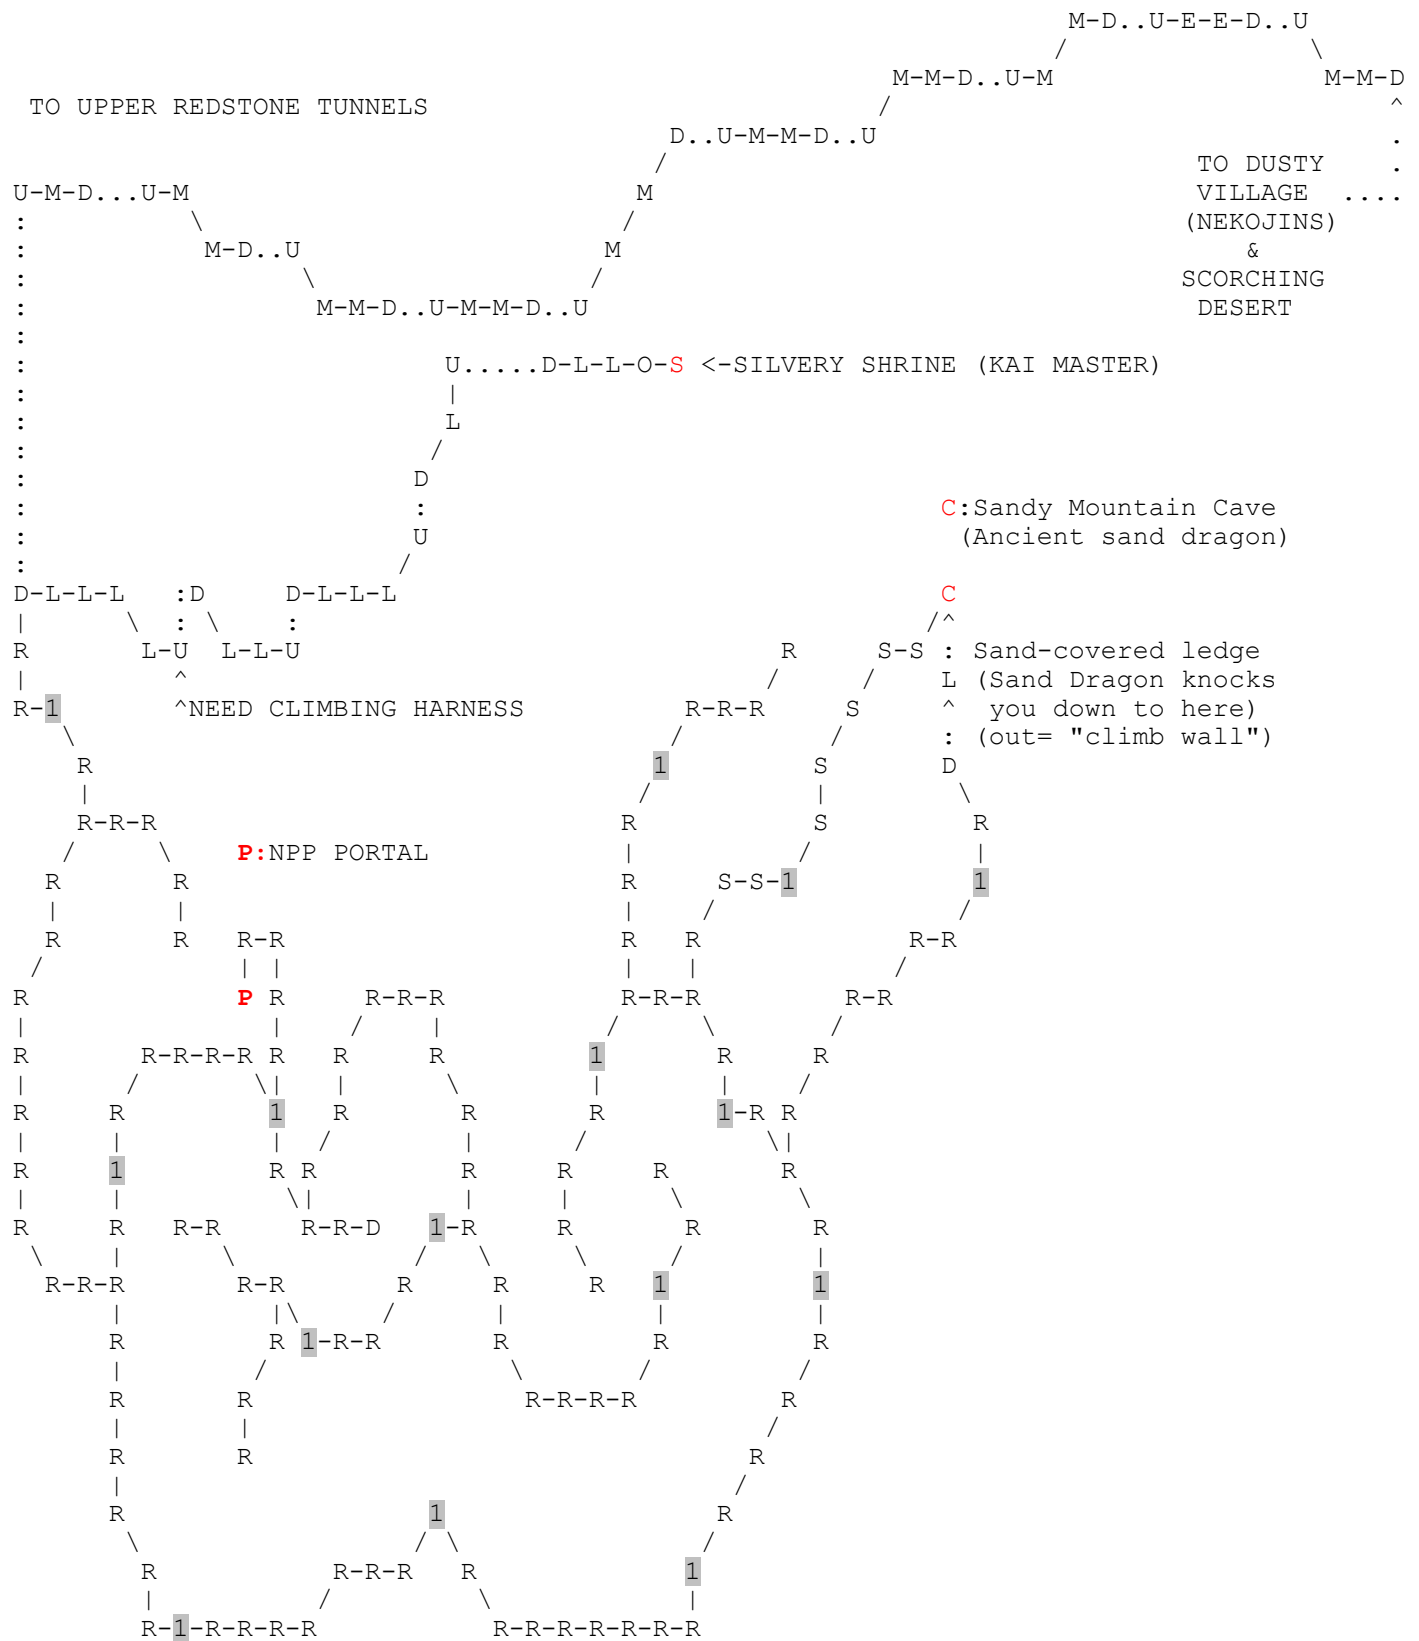 M-D..U-E-E-D..U
/ \
M-M-D..U-M M-M-D
TO UPPER REDSTONE TUNNELS / ^
D..U-M-M-D..U .
/ TO DUSTY .
U-M-D...U-M M VILLAGE ....
: \ / (NEKOJINS)
: M-D..U M &
: \ / SCORCHING
: M-M-D..U-M-M-D..U DESERT
:
: U.....D-L-L-O-S <-SILVERY SHRINE (KAI MASTER)
: |
: L
: /
: D
: : C:Sandy Mountain Cave
: U (Ancient sand dragon)
: /
D-L-L-L :D D-L-L-L C
| \ : \ : /^
R L-U L-L-U R S-S : Sand-covered ledge
| ^ / / L (Sand Dragon knocks
R-1 ^NEED CLIMBING HARNESS R-R-R S ^ you down to here)
\ / / : (out= "climb wall")
R 1 S D
| / | \
R-R-R R S R
/ \ P:NPP PORTAL | / |
R R R S-S-1 1
| | | / /
R R R-R R R R-R
/ | | | | /
R P R R-R-R R-R-R R-R
| | / | / \ /
R R-R-R-R R R R 1 R R
| / \| | \ | | /
R R 1 R R R 1-R R
| | | / | / \|
R 1 R R R R R R
| | \| | | \ \
R R R-R R-R-D 1-R R R R
\ | \ / \ \ / |
R-R-R R-R R R R 1 1
| | \ / | | |
R R 1-R-R R R R
| / \ / /
R R R-R-R-R R
| | /
R R R
| /
R 1 R
\ / \ /
R R-R-R R 1
| / \ |
R-1-R-R-R-R R-R-R-R-R-R-R